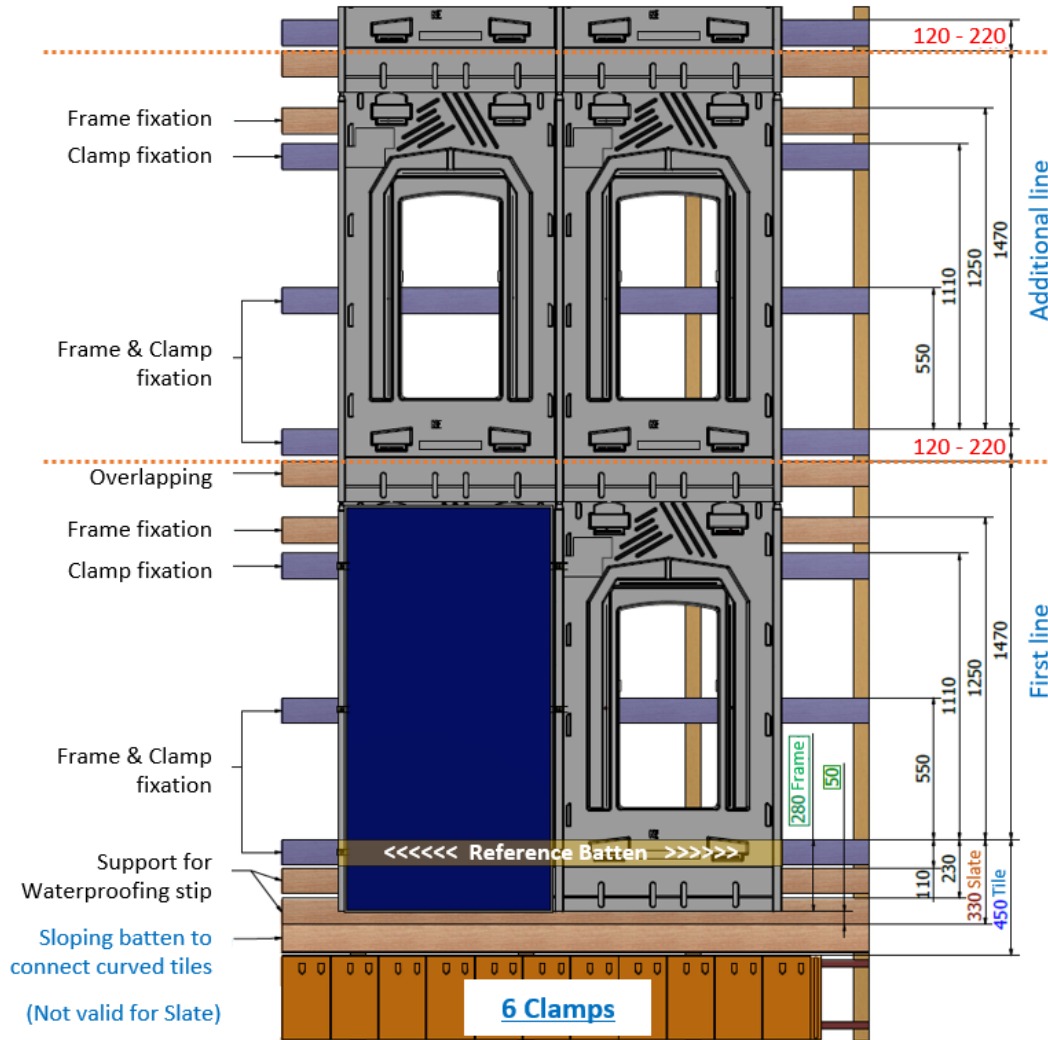 120 - 220
Frame fixation
Clamp fixation
Frame & Clamp
fixation
550
1110
1250
1470
Additional line
120 - 220
Overlapping
Frame fixation
Clamp fixation
Frame & Clamp
fixation
550
1110
1250
1470
First line
280 Frame
50
<<<<<< Reference Batten >>>>>>
110
230
330 Slate
450 Tile
Support for
Waterproofing stip
Sloping batten to
connect curved tiles
(Not valid for Slate)
6 Clamps